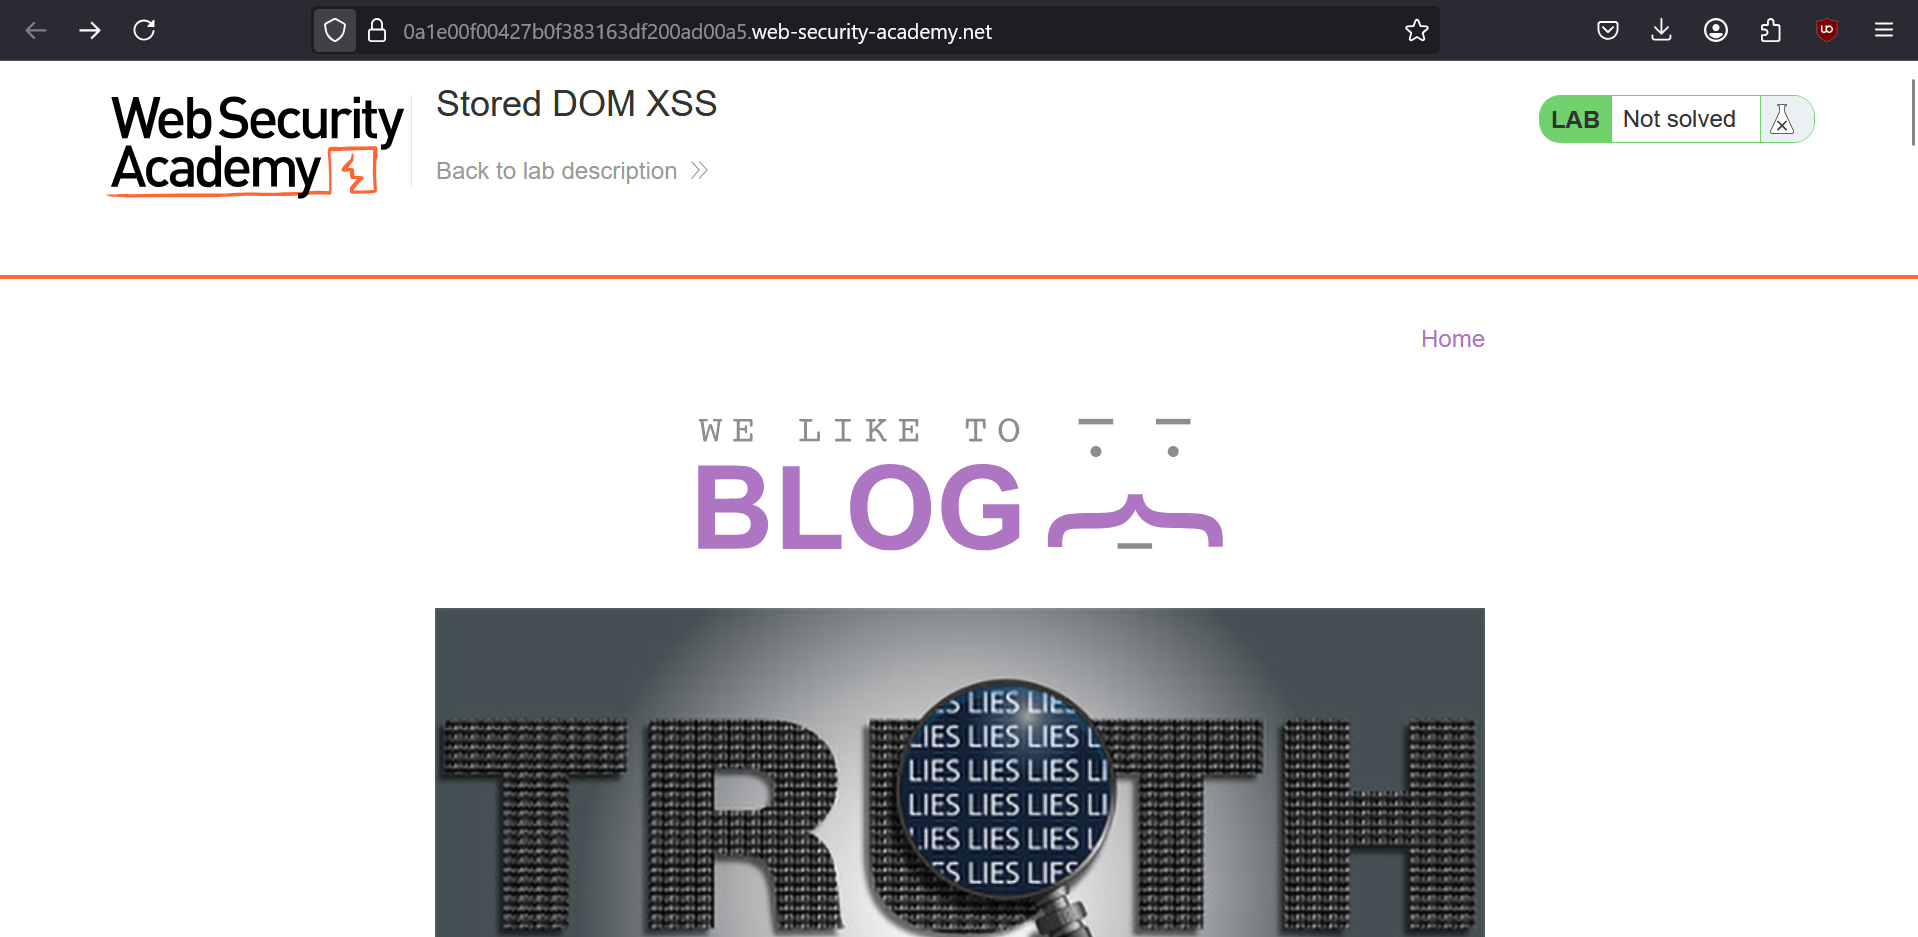 0a1e00f00427b0f383163df200ad00a5.web-security-academy.net
Web Security
Academy
Stored DOM XSS
Back to lab description
LAB Not solved
Home
WE LIKE TO
BLOG
TRUTH
LIES LIES LIES
LIES LIES LIES L
LIES LIES LIES LI
LIES LIES LIES LI
LIES LIES LIES L
LIES LIES LIES